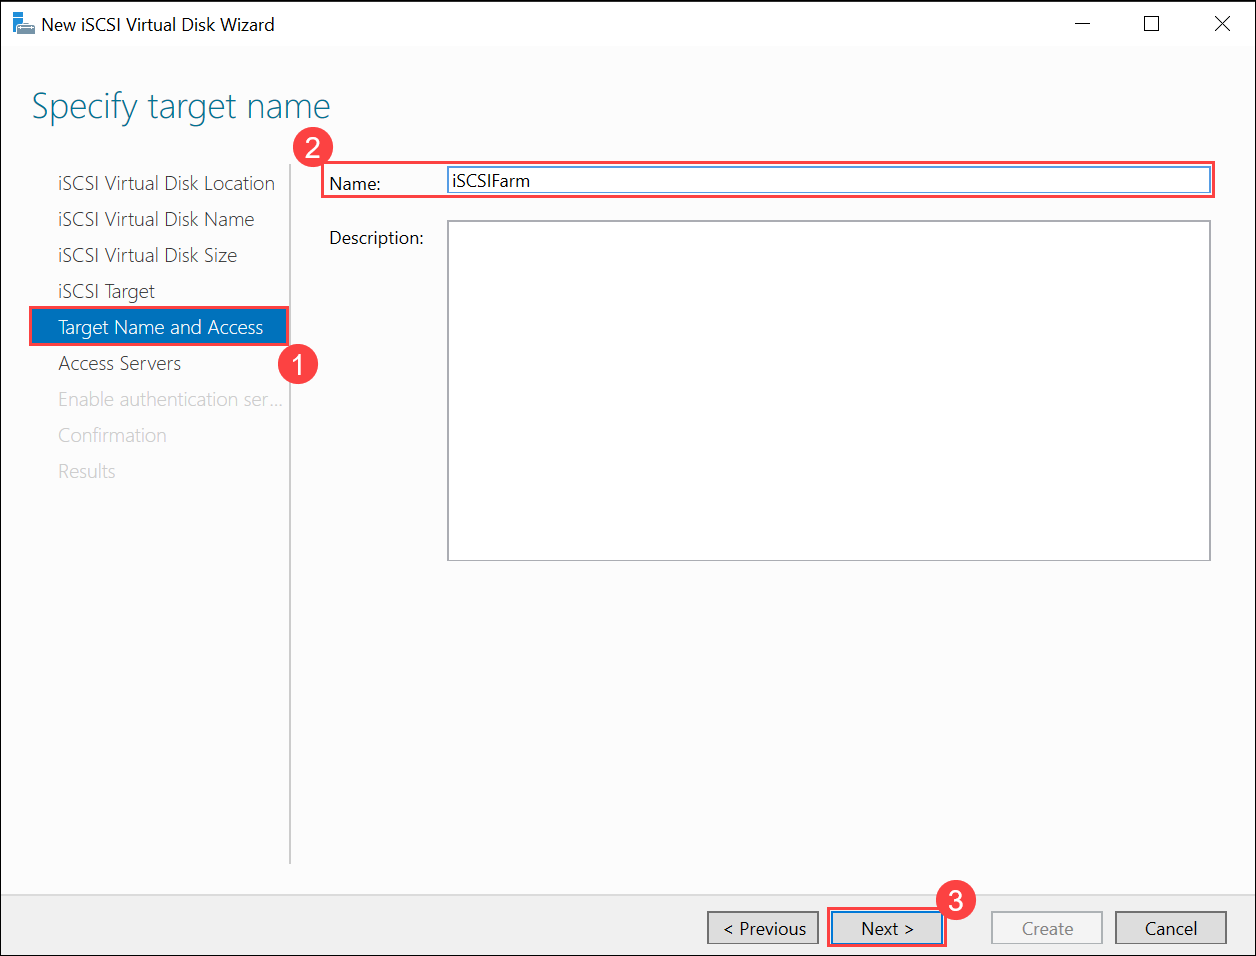 New iSCSI Virtual Disk Wizard
Specify target name
2
iSCSI Virtual Disk Location
Name:
iSCSIFarm
iSCSI Virtual Disk Name
Description:
iSCSI Virtual Disk Size
iSCSI Target
Target Name and Access
1
Access Servers
Enable authentication ser...
Confirmation
Results
3
< Previous
Next >
Create
Cancel